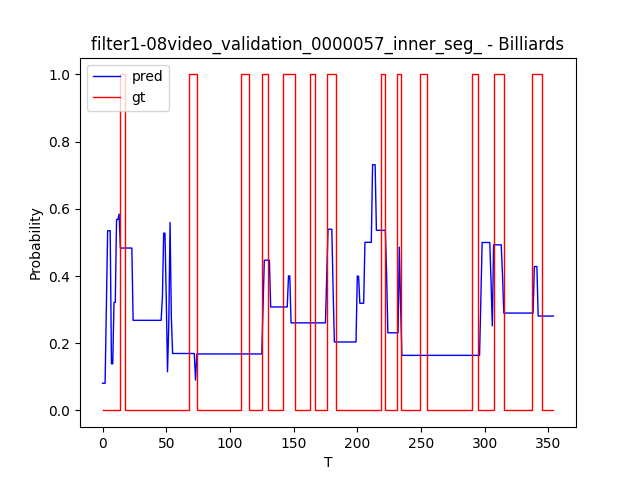 filter1-08video_validation_0000057_inner_seg_ - Billiards
pred
gt
Probability
1.0
0.8
0.6
0.4
0.2
0.0
0 50 100 150 200 250 300 350
T